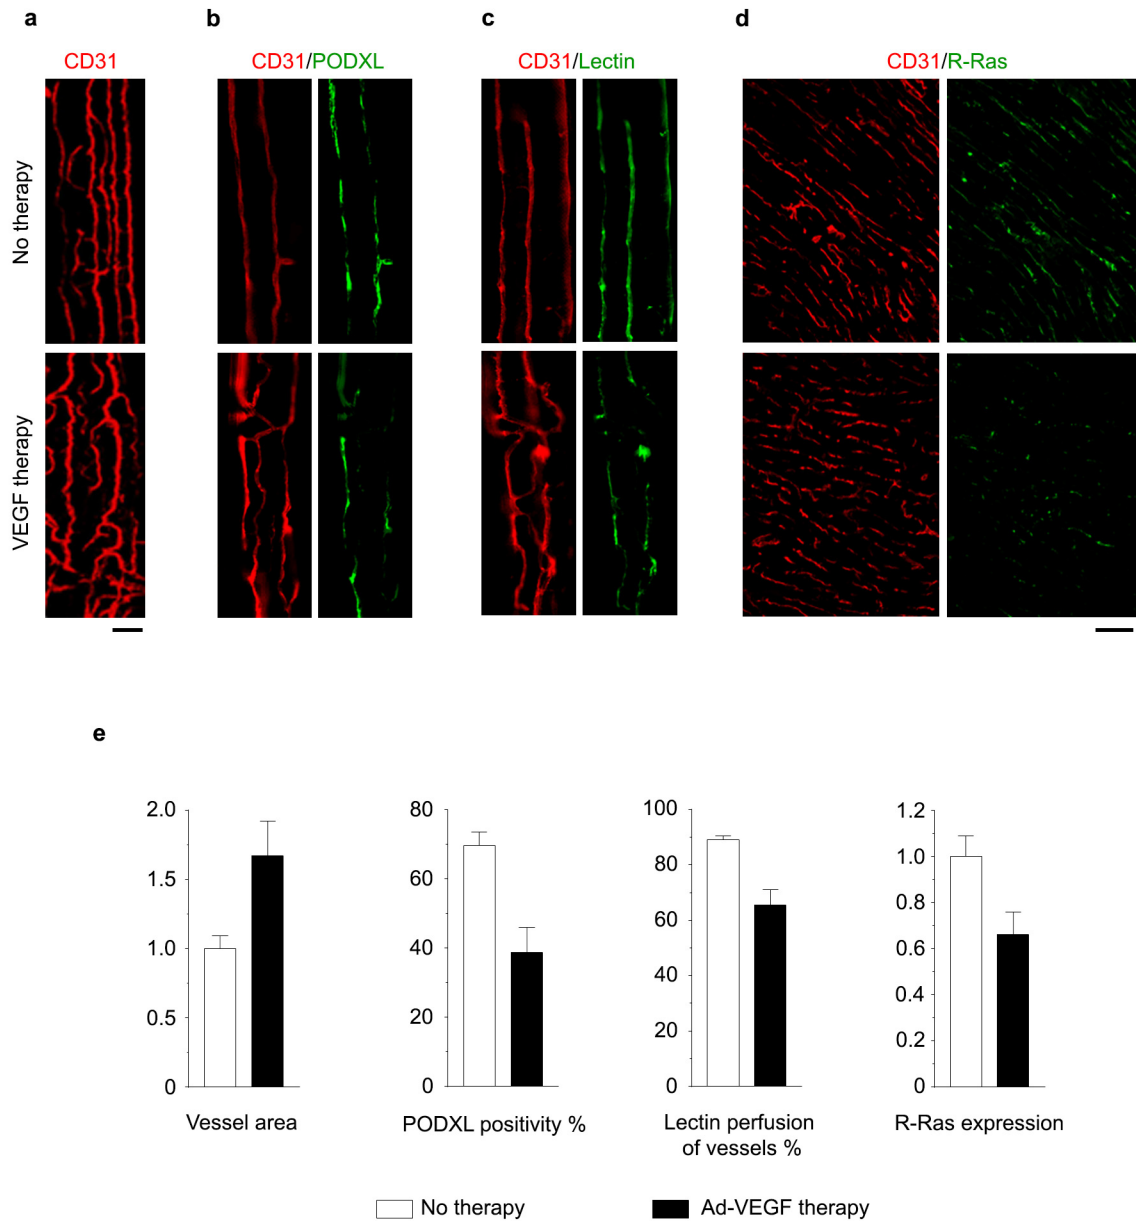 a
b
c
d
CD31
CD31/PODXL
CD31/Lectin
CD31/R-Ras
No therapy
VEGF therapy
e
2.0
1.5
1.0
0.5
0
Vessel area
80
60
40
20
0
PODXL positivity %
100
80
60
40
20
0
Lectin perfusion
of vessels %
1.2
1.0
0.8
0.6
0.4
0.2
0
R-Ras expression
No therapy
Ad-VEGF therapy